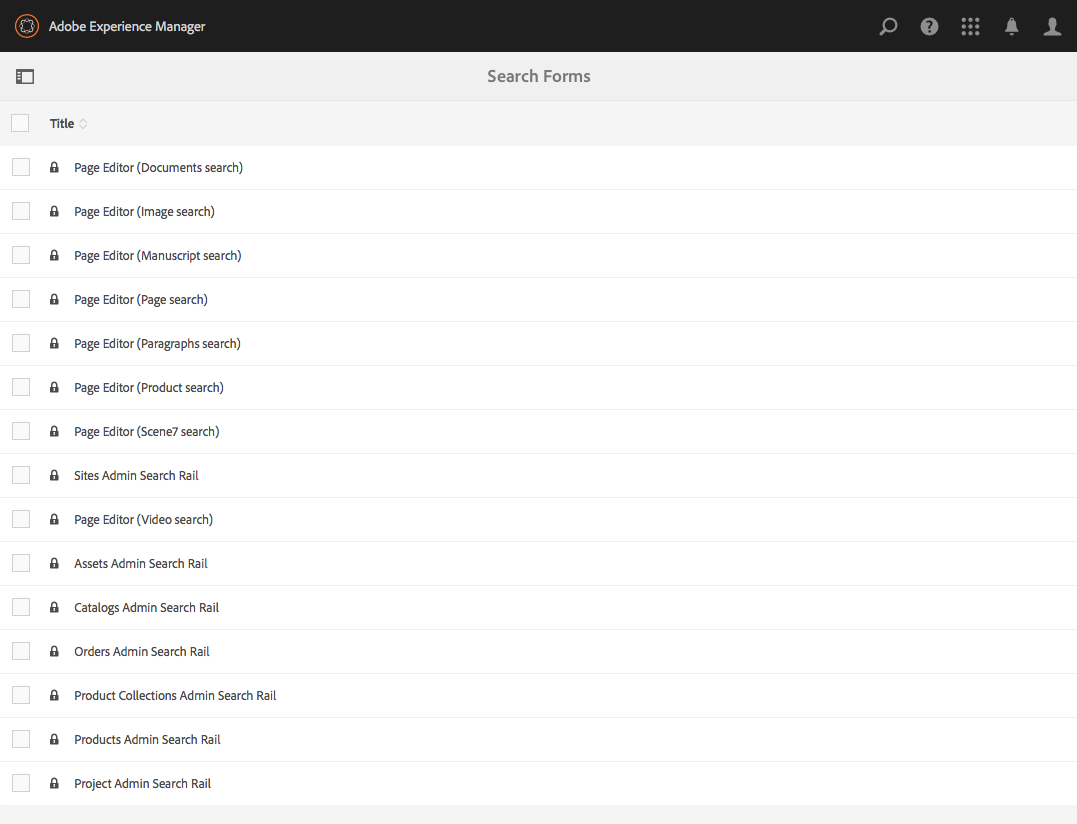 Adobe Experience Manager
Search Forms
Title
Page Editor (Documents search)
Page Editor (Image search)
Page Editor (Manuscript search)
Page Editor (Page search)
Page Editor (Paragraphs search)
Page Editor (Product search)
Page Editor (Scene7 search)
Sites Admin Search Rail
Page Editor (Video search)
Assets Admin Search Rail
Catalogs Admin Search Rail
Orders Admin Search Rail
Product Collections Admin Search Rail
Products Admin Search Rail
Project Admin Search Rail